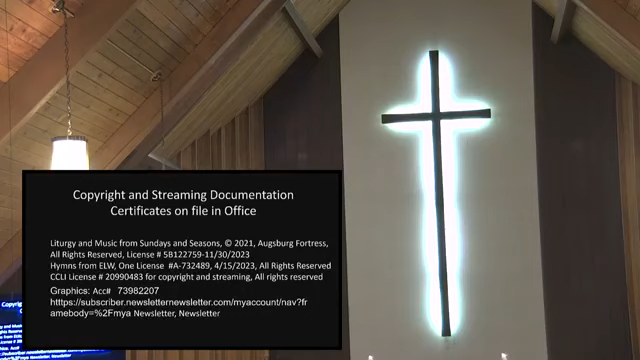 Copyright and Streaming Documentation
Certificates on file in Office
Liturgy and Music from Sundays and Seasons, © 2021, Augsburg Fortress,
All Rights Reserved, License # 5B122759-11/30/2023
Hymns from ELW, One License #A-732489, 4/15/2023, All Rights Reserved
CCLI License # 20990483 for copyright and streaming, All rights reserved
Graphics: Acc# 73982207
htttps://subscriber.newsletternewsletter.com/myaccount/nav?fr
amebody=%2Fmya Newsletter, Newsletter